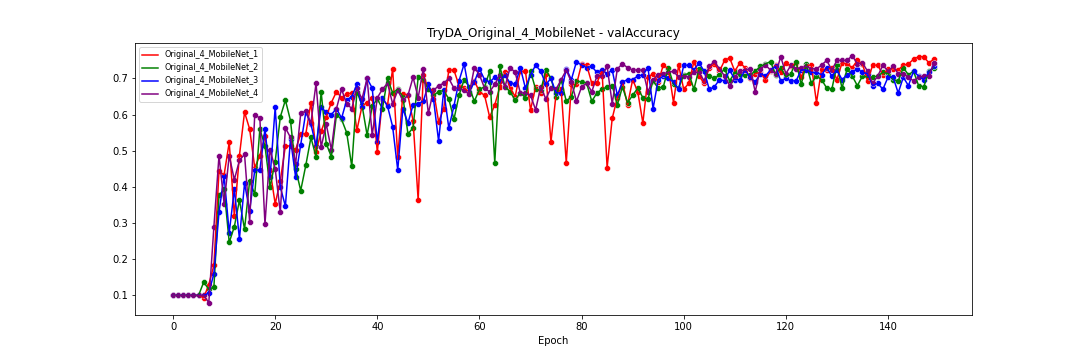 TryDA_Original_4_MobileNet - valAccuracy
Original_4_MobileNet_1
Original_4_MobileNet_2
Original_4_MobileNet_3
Original_4_MobileNet_4
0.7
0.6
0.5
0.4
0.3
0.2
0.1
0 20 40 60 80 100 120 140
Epoch